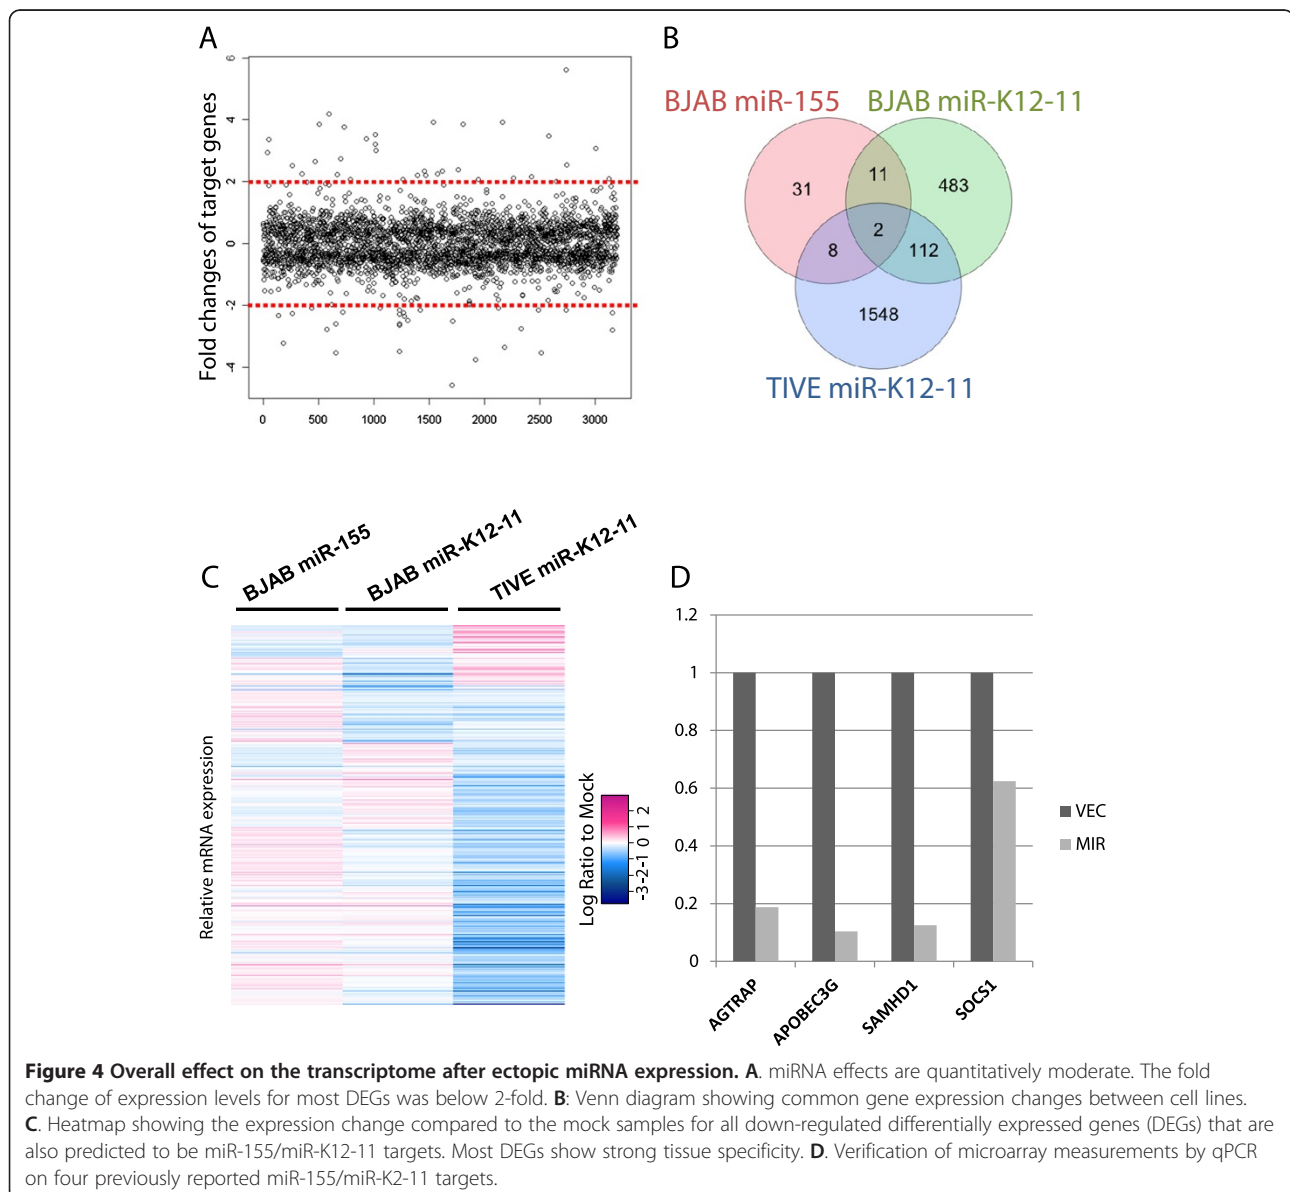 A
Fold changes of target genes
6
4
2
0
-2
-4
0 500 1000 1500 2000 2500 3000
B
BJAB miR-155 BJAB miR-K12-11
31 11 483
2
8 112
1548
TIVE miR-K12-11
C
BJAB miR-155
BJAB miR-K12-11
TIVE miR-K12-11
Relative mRNA expression
Log Ratio to Mock
-3-2-1 0 1 2
D
1.2
1
0.8
0.6
0.4
0.2
0
AGTRAP
APOBEC3G
SAMHD1
SOCS1
VEC
MIR
Figure 4 Overall effect on the transcriptome after ectopic miRNA expression. A. miRNA effects are quantitatively moderate. The fold
change of expression levels for most DEGs was below 2-fold. B: Venn diagram showing common gene expression changes between cell lines.
C. Heatmap showing the expression change compared to the mock samples for all down-regulated differentially expressed genes (DEGs) that are
also predicted to be miR-155/miR-K12-11 targets. Most DEGs show strong tissue specificity. D. Verification of microarray measurements by qPCR
on four previously reported miR-155/miR-K2-11 targets.